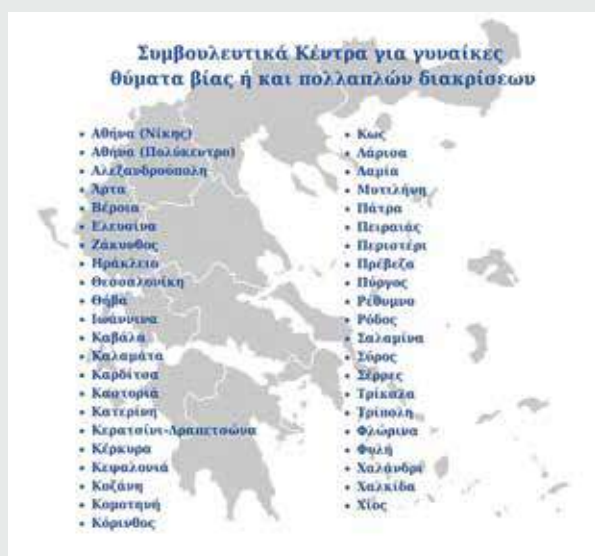 Συμβουλευτικά Κέντρα για γυναίκες
θύματα βίας ή και πολλαπλών διακρίσεων
• Αθήνα (Νίκης)
• Αθήνα (Πολύκεντρο)
• Αλεξανδρούπολη
• Άρτα
• Βέροια
• Ελευσίνα
• Ζάκυνθος
• Ηράκλειο
• Θεσσαλονίκη
• Θήβα
• Ιωάννινα
• Καβάλα
• Καλαμάτα
• Καρδίτσα
• Καστοριά
• Κατερίνη
• Κερατσίνι-Δραπετσώνα
• Κέρκυρα
• Κεφαλονιά
• Κοζάνη
• Κομοτηνή
• Κόρινθος
• Κως
• Λάρισα
• Λαμία
• Μυτιλήνη
• Πάτρα
• Πειραιάς
• Περιστέρι
• Πρέβεζα
• Πύργος
• Ρέθυμνο
• Ρόδος
• Σαλαμίνα
• Σύρος
• Σέρρες
• Τρίκαλα
• Τρίπολη
• Φλώρινα
• Φυλή
• Χαλάνδρι
• Χαλκίδα
• Χίος